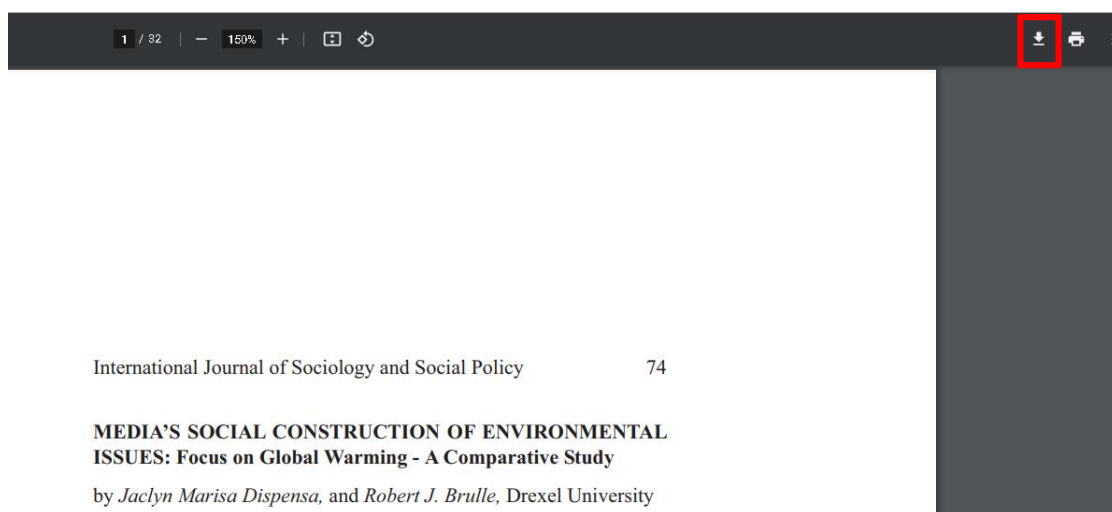 1 / 32 | − 150% + |
International Journal of Sociology and Social Policy 74
MEDIA’S SOCIAL CONSTRUCTION OF ENVIRONMENTAL
ISSUES: Focus on Global Warming - A Comparative Study
by Jaclyn Marisa Dispensa, and Robert J. Brulle, Drexel University